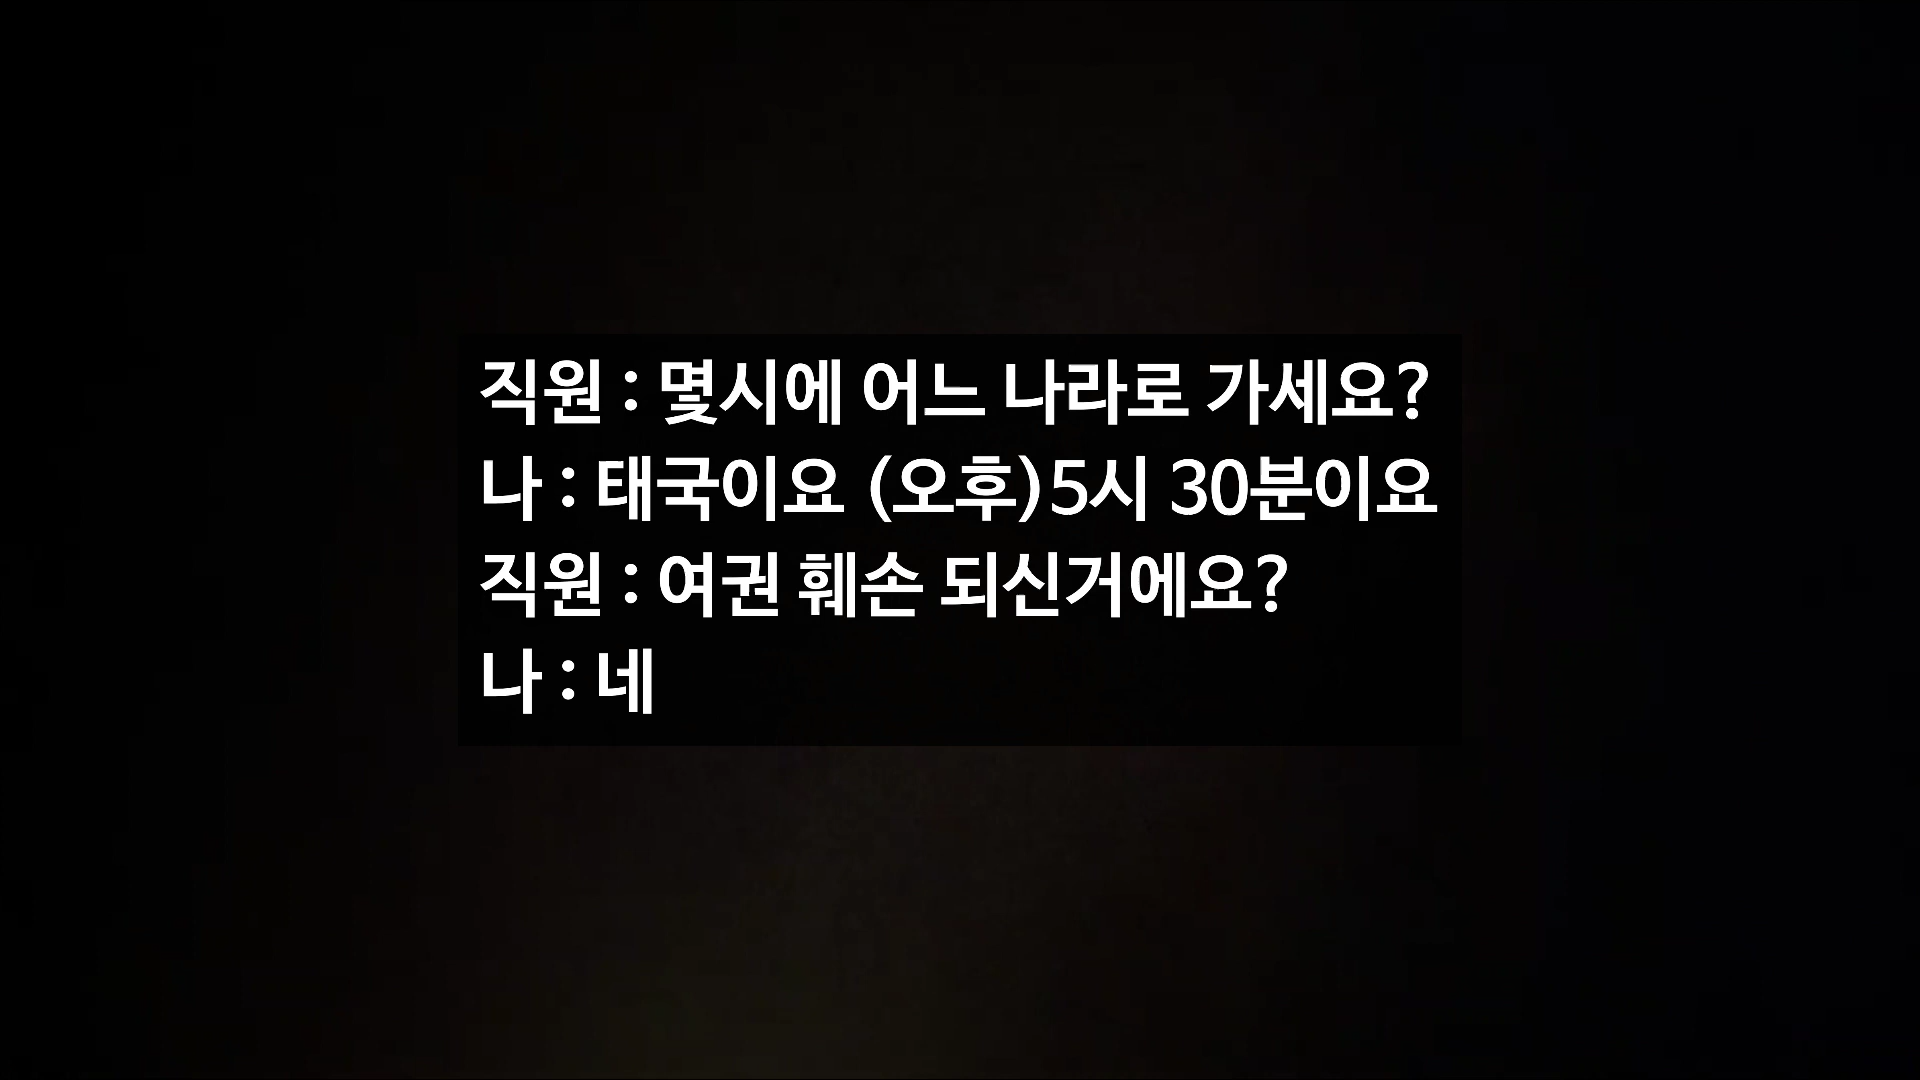 직원 : 몇시에 어느 나라로 가세요?
나 : 태국이요 (오후)5시 30분이요
직원 : 여권 훼손 되신거에요?
나 : 네